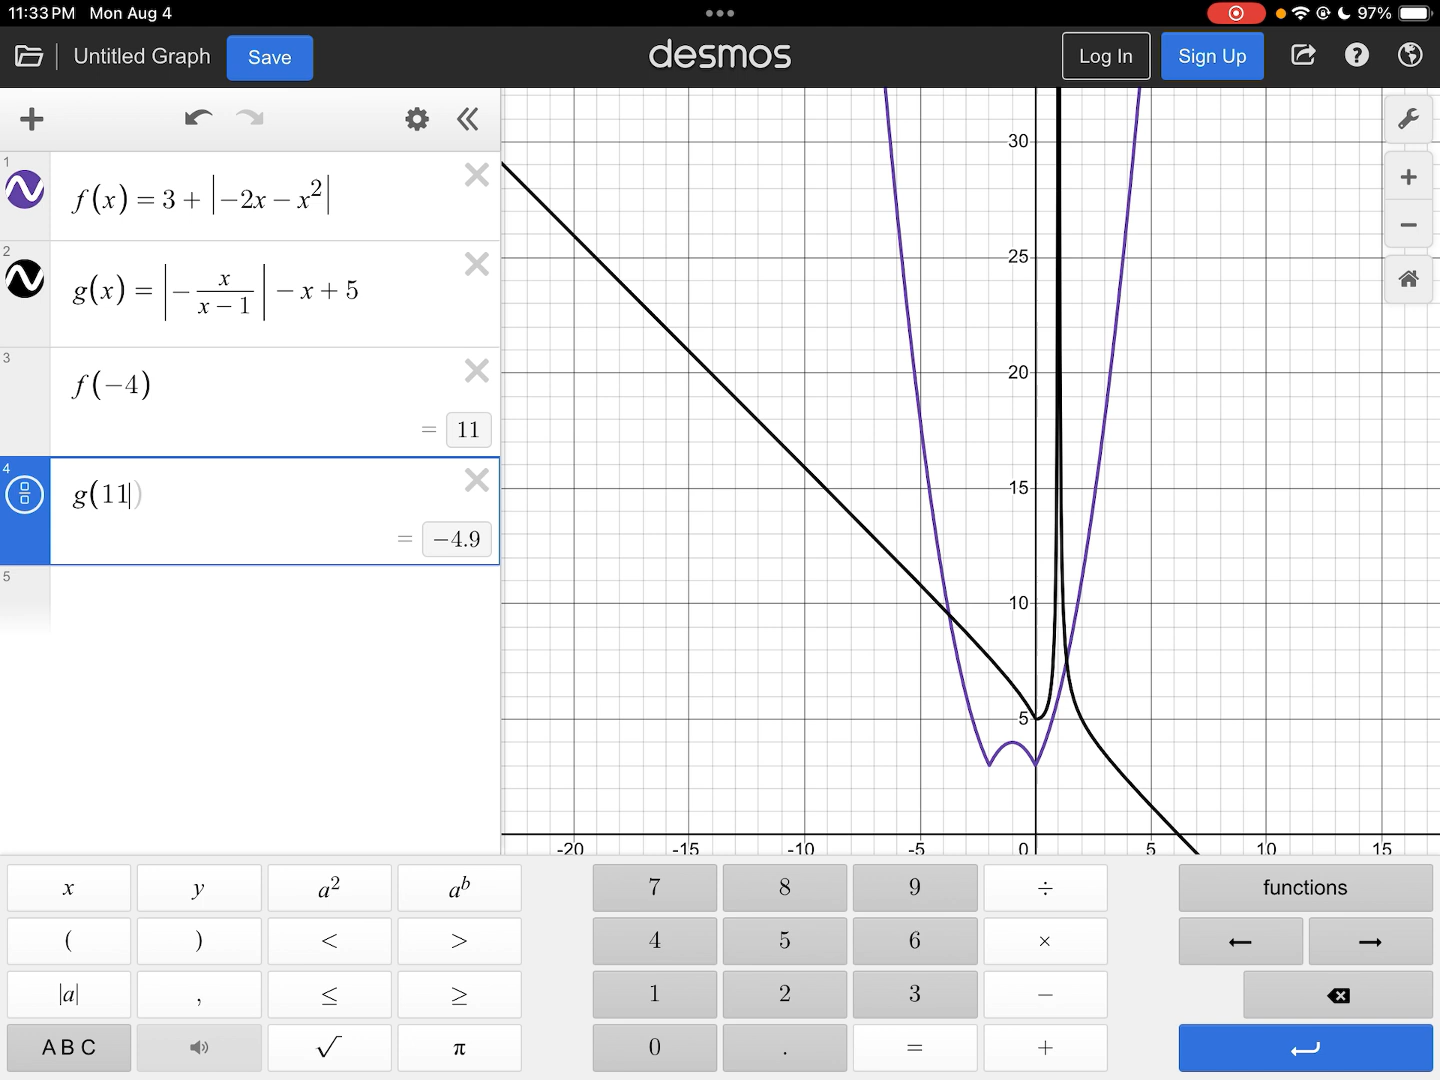 11:33 PM Mon Aug 4
97%
Untitled Graph
Save
desmos
Log In
Sign Up
1
f(x) = 3 + |−2x − x²|
2
g(x) = |− x/(x − 1)| − x + 5
3
f(−4)
= 11
4
g(11)
= −4.9
5
30
25
20
15
10
5
-20 -15 -10 -5 0 5 10 15
x y a² aᵇ 7 8 9 ÷ functions
( ) < > 4 5 6 × ← →
|a| , ≤ ≥ 1 2 3 −
A B C √ π 0 . = +